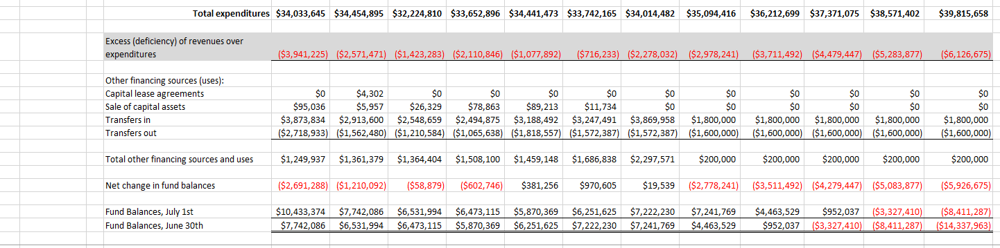 Total expenditures $34,033,645 $34,454,895 $32,224,810 $33,652,896 $34,441,473 $33,742,165 $34,014,482 $35,094,416 $36,212,699 $37,371,075 $38,571,402 $39,815,658
Excess (deficiency) of revenues over
expenditures ($3,941,225) ($2,571,471) ($1,423,283) ($2,110,846) ($1,077,892) ($716,233) ($2,278,032) ($2,978,241) ($3,711,492) ($4,479,447) ($5,283,877) ($6,126,675)
Other financing sources (uses):
Capital lease agreements $0 $4,302 $0 $0 $0 $0 $0 $0 $0 $0 $0 $0
Sale of capital assets $95,036 $5,957 $26,329 $78,863 $89,213 $11,734 $0 $0 $0 $0 $0 $0
Transfers in $3,873,834 $2,913,600 $2,548,659 $2,494,875 $3,188,492 $3,247,491 $3,869,958 $1,800,000 $1,800,000 $1,800,000 $1,800,000 $1,800,000
Transfers out ($2,718,933) ($1,562,480) ($1,210,584) ($1,065,638) ($1,818,557) ($1,572,387) ($1,572,387) ($1,600,000) ($1,600,000) ($1,600,000) ($1,600,000) ($1,600,000)
Total other financing sources and uses $1,249,937 $1,361,379 $1,364,404 $1,508,100 $1,459,148 $1,686,838 $2,297,571 $200,000 $200,000 $200,000 $200,000 $200,000
Net change in fund balances ($2,691,288) ($1,210,092) ($58,879) ($602,746) $381,256 $970,605 $19,539 ($2,778,241) ($3,511,492) ($4,279,447) ($5,083,877) ($5,926,675)
Fund Balances, July 1st $10,433,374 $7,742,086 $6,531,994 $6,473,115 $5,870,369 $6,251,625 $7,222,230 $7,241,769 $4,463,529 $952,037 ($3,327,410) ($8,411,287)
Fund Balances, June 30th $7,742,086 $6,531,994 $6,473,115 $5,870,369 $6,251,625 $7,222,230 $7,241,769 $4,463,529 $952,037 ($3,327,410) ($8,411,287) ($14,337,963)